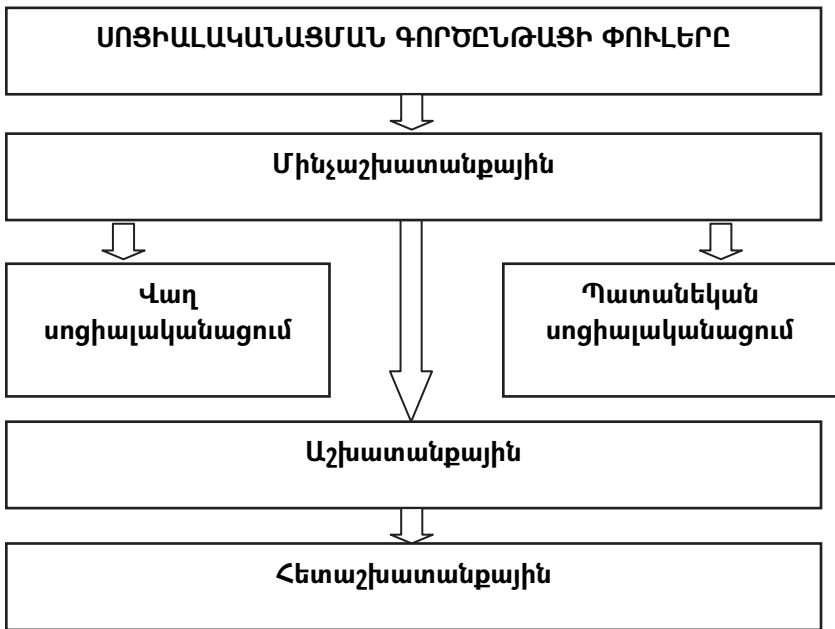 ՍՈՑԻԱԼԱԿԱՆԱՑՄԱՆ ԳՈՐԾԸՆԹԱՑԻ ՓՈՒԼԵՐԸ
Մինչաշխատանքային
Վաղ
սոցիալականացում
Պատանեկան
սոցիալականացում
Աշխատանքային
Հետաշխատանքային